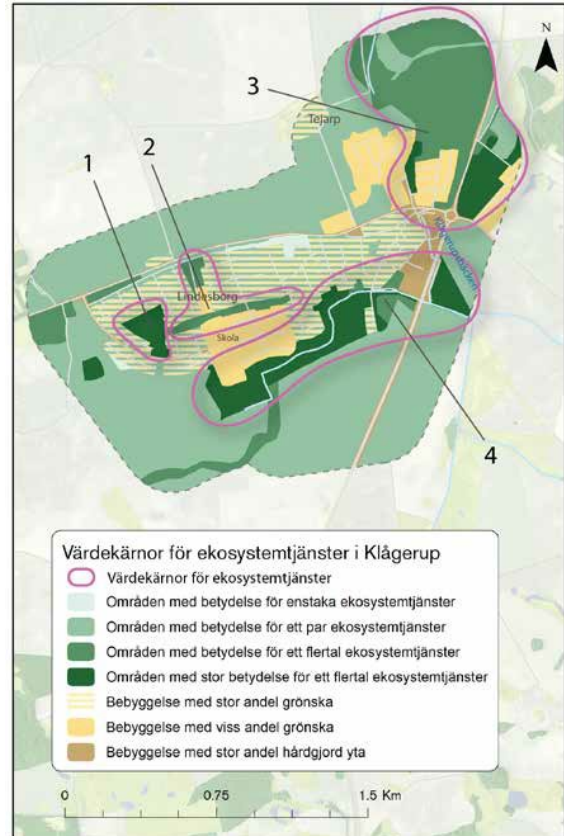 N
3
Tejarp
1
2
Klågerupsbäcken
Lindesborg
Skola
4
Värdekärnor för ekosystemtjänster i Klågerup
Värdekärnor för ekosystemtjänster
Områden med betydelse för enstaka ekosystemtjänster
Områden med betydelse för ett par ekosystemtjänster
Områden med betydelse för ett flertal ekosystemtjänster
Områden med stor betydelse för ett flertal ekosystemtjänster
Bebyggelse med stor andel grönska
Bebyggelse med viss andel grönska
Bebyggelse med stor andel hårdgjord yta
0 0.75 1.5 Km